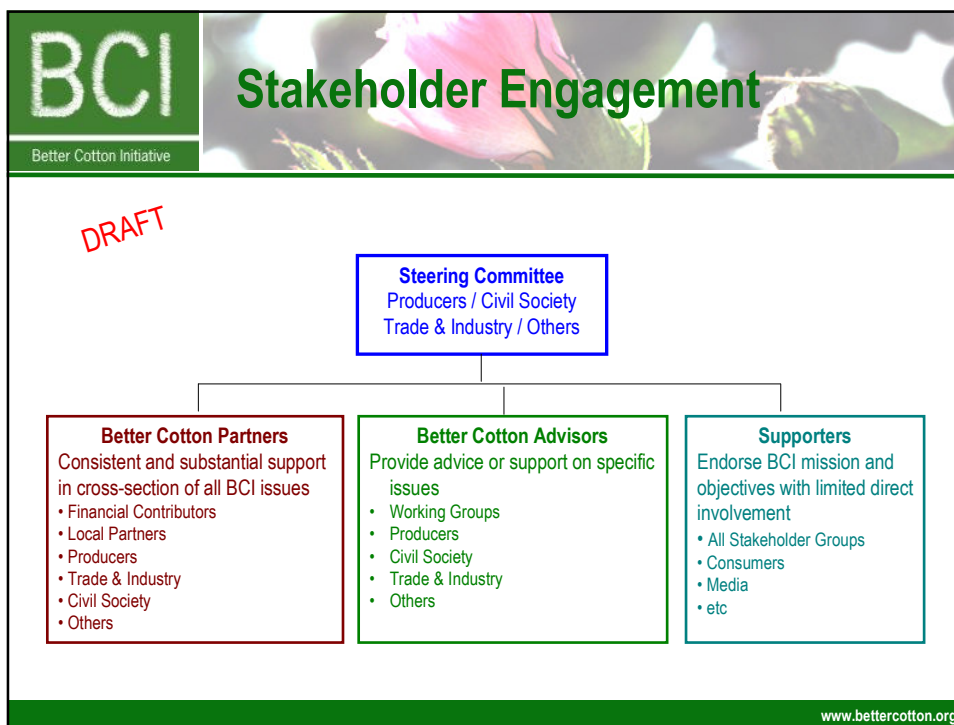 BCI
Better Cotton Initiative
Stakeholder Engagement
DRAFT
Steering Committee
Producers / Civil Society
Trade & Industry / Others
Better Cotton Partners
Consistent and substantial support
in cross-section of all BCI issues
• Financial Contributors
• Local Partners
• Producers
• Trade & Industry
• Civil Society
• Others
Better Cotton Advisors
Provide advice or support on specific
issues
• Working Groups
• Producers
• Civil Society
• Trade & Industry
• Others
Supporters
Endorse BCI mission and
objectives with limited direct
involvement
• All Stakeholder Groups
• Consumers
• Media
• etc
www.bettercotton.org